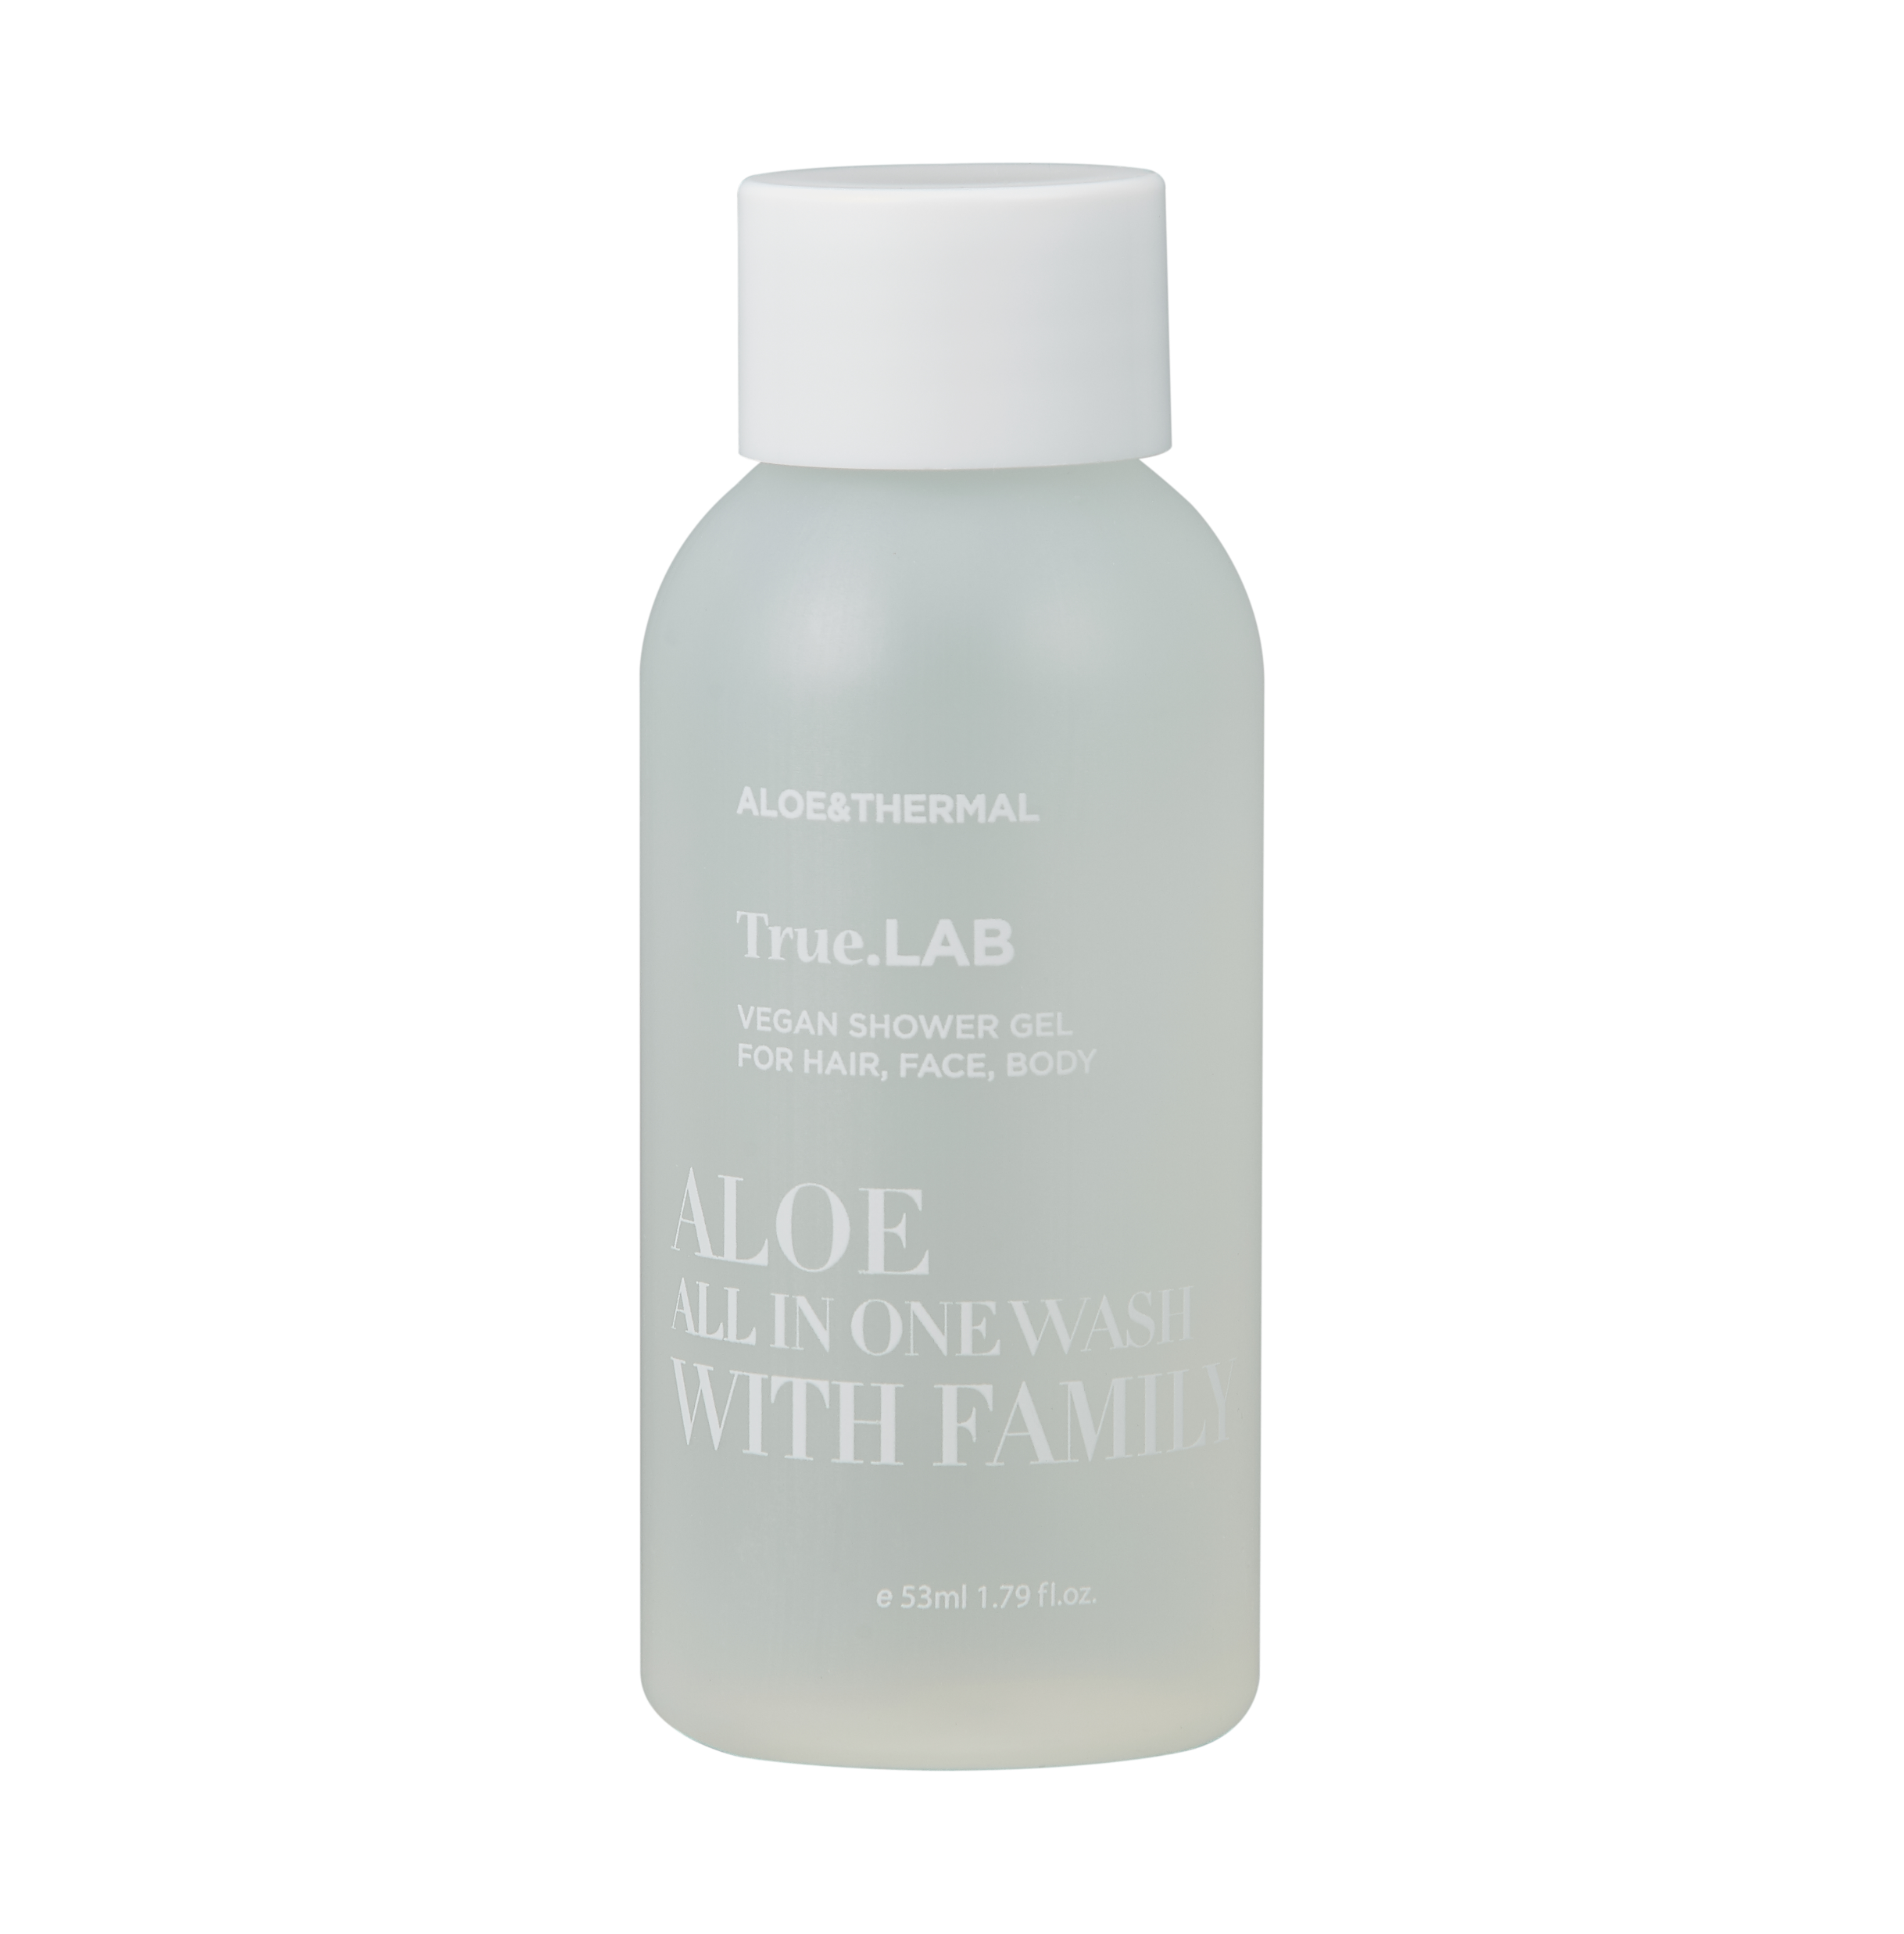 ALOE&THERMAL
True.LAB
VEGAN SHOWER GEL
FOR HAIR, FACE, BODY
ALOE
ALL IN ONE WASH
WITH FAMILY
e 53ml 1.79 fl.oz.